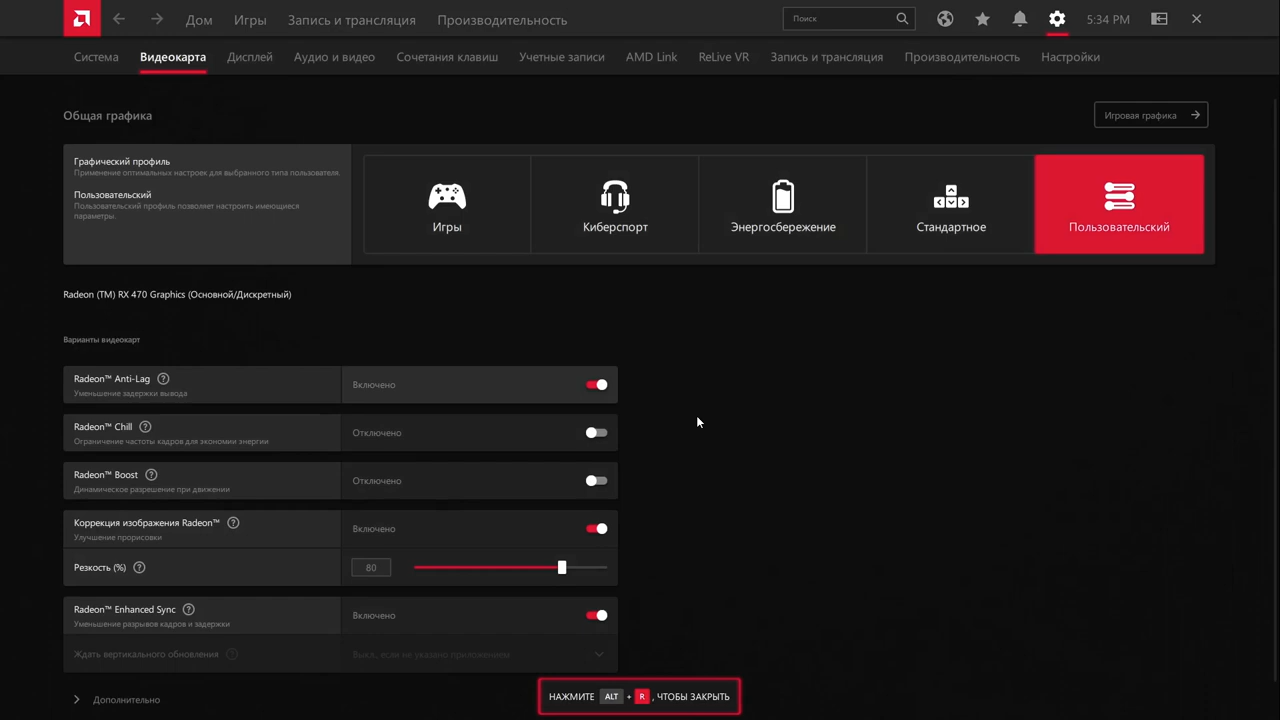 Дом
Игры
Запись и трансляция
Производительность
Поиск
5:34 PM
Система
Видеокарта
Дисплей
Аудио и видео
Сочетания клавиш
Учетные записи
AMD Link
ReLive VR
Запись и трансляция
Производительность
Настройки
Общая графика
Игровая графика
Графический профиль
Применение оптимальных настроек для выбранного типа пользователя.
Пользовательский
Пользовательский профиль позволяет настроить имеющиеся
параметры.
Игры
Киберспорт
Энергосбережение
Стандартное
Пользовательский
Radeon (TM) RX 470 Graphics (Основной/Дискретный)
Варианты видеокарт
Radeon™ Anti-Lag
Уменьшение задержки вывода
Включено
Radeon™ Chill
Ограничение частоты кадров для экономии энергии
Отключено
Radeon™ Boost
Динамическое разрешение при движении
Отключено
Коррекция изображения Radeon™
Улучшение прорисовки
Включено
Резкость (%)
80
Radeon™ Enhanced Sync
Уменьшение разрывов кадров и задержки
Включено
Ждать вертикального обновления
Выкл, если не указано приложением
Дополнительно
НАЖМИТЕ ALT + R , ЧТОБЫ ЗАКРЫТЬ